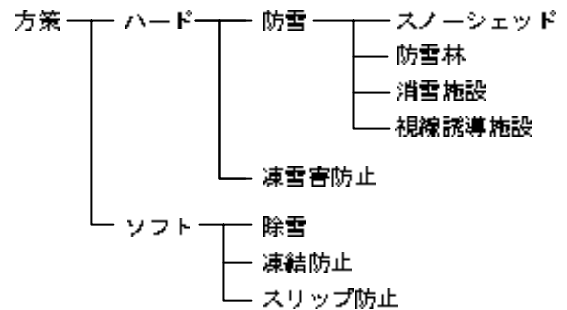 方策 ハード 防雪 スノーシェッド
防雪林
消雪施設
視線誘導施設
凍雪害防止
ソフト 除雪
凍結防止
スリップ防止